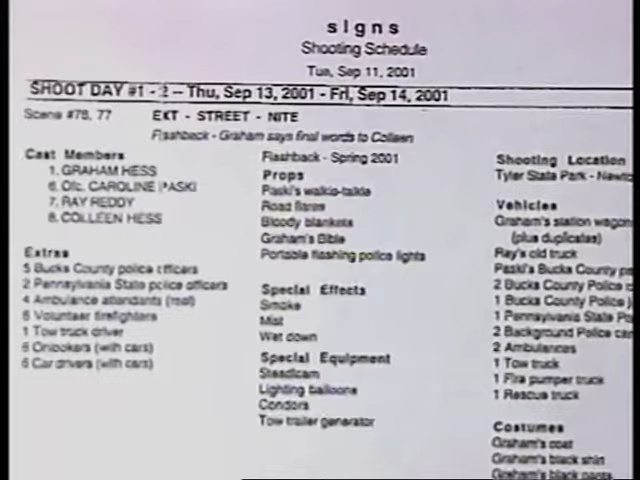 signs
Shooting Schedule
Tue, Sep 11, 2001
SHOOT DAY #1 - 2 -- Thu, Sep 13, 2001 - Fri, Sep 14, 2001
Scene #76, 77 EXT - STREET - NITE
Flashback - Graham says final words to Colleen
Cast Members
1. GRAHAM HESS
6. Ofc. CAROLINE PASKI
7. RAY REDDY
8. COLLEEN HESS
Extras
5 Bucks County police officers
2 Pennsylvania State police officers
4 Ambulance attendants (real)
6 Volunteer firefighters
1 Tow truck driver
6 Onlookers (with cars)
6 Car drivers (with cars)
Flashback - Spring 2001
Props
Paski's walkie-talkie
Road flares
Bloody blankets
Graham's Bible
Portable flashing police lights
Special Effects
Smoke
Mist
Wet down
Special Equipment
Steadicam
Lighting balloons
Condors
Tow trailer generator
Shooting Location
Tyler State Park - Newto
Vehicles
Graham's station wagon
(plus duplicates)
Ray's old truck
Paski's Bucks County p
2 Bucks County Police
1 Bucks County Police
1 Pennsylvania State Po
2 Background Police car
2 Ambulances
1 Tow truck
1 Fire pumper truck
1 Rescue truck
Costumes
Graham's coat
Graham's black shirt
Graham's black pants